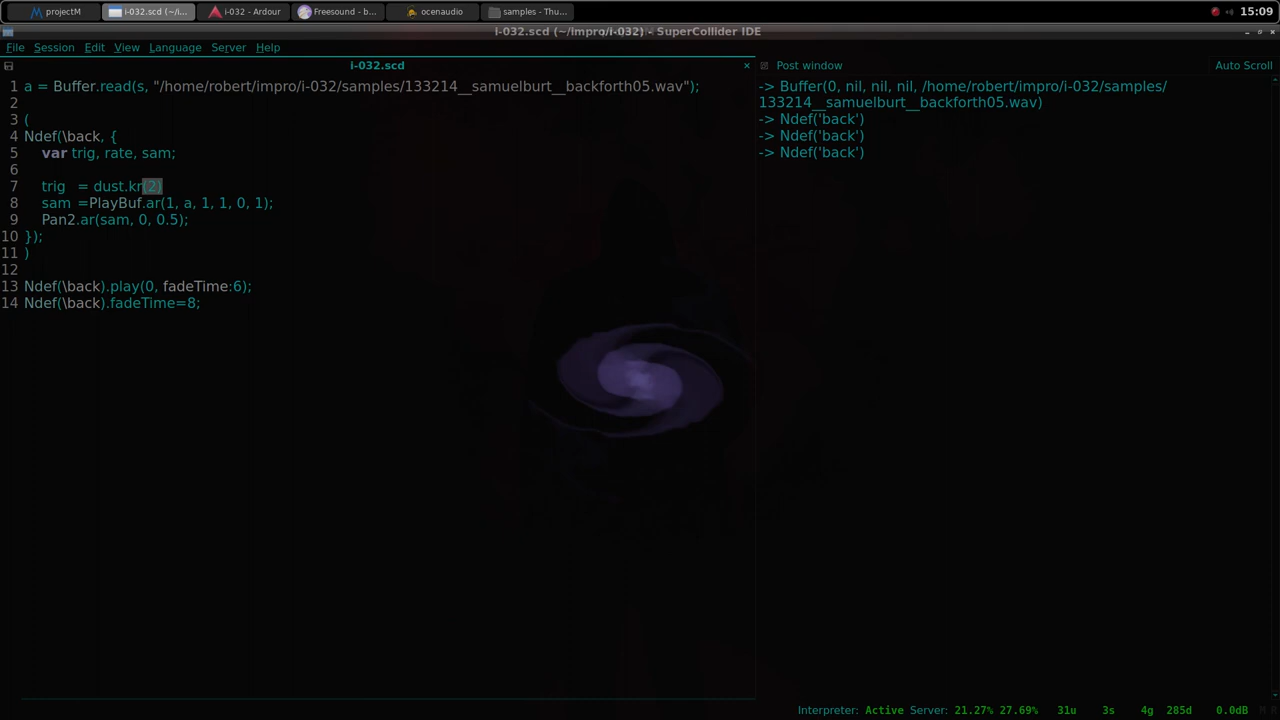 projectM
i-032.scd (~/i...
i-032 - Ardour
Freesound - b...
ocenaudio
samples - Thu...
15:09
i-032.scd (~/impro/i-032) - SuperCollider IDE
File Session Edit View Language Server Help
i-032.scd
Post window
Auto Scroll
1 a = Buffer.read(s, "/home/robert/impro/i-032/samples/133214__samuelburt__backforth05.wav");
2
3 (
4 Ndef(\back, {
5 var trig, rate, sam;
6
7 trig = dust.kr(2)
8 sam =PlayBuf.ar(1, a, 1, 1, 0, 1);
9 Pan2.ar(sam, 0, 0.5);
10 });
11 )
12
13 Ndef(\back).play(0, fadeTime:6);
14 Ndef(\back).fadeTime=8;
-> Buffer(0, nil, nil, nil, /home/robert/impro/i-032/samples/
133214__samuelburt__backforth05.wav)
-> Ndef('back')
-> Ndef('back')
-> Ndef('back')
Interpreter: Active Server: 21.27% 27.69% 31u 3s 4g 285d 0.0dB M